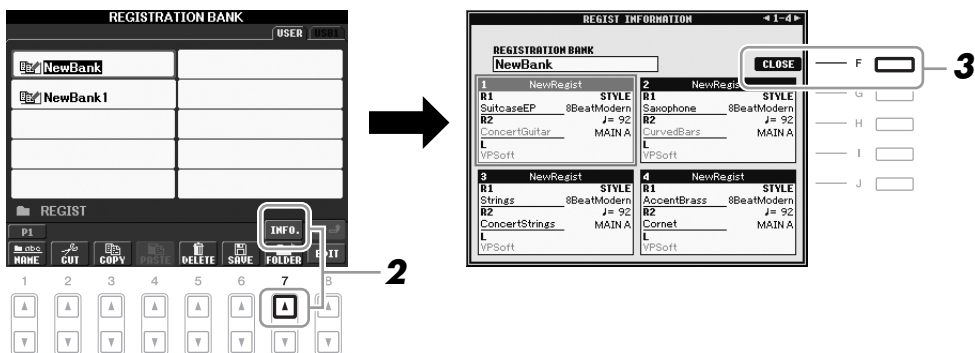 REGISTRATION BANK
USER USB1
NewBank
NewBank1
REGIST
P1 INFO.
abc NAME CUT COPY PASTE DELETE SAVE FOLDER EDIT
1 2 3 4 5 6 7 8
2
REGIST INFORMATION 1-4
REGISTRATION BANK
NewBank CLOSE
1 NewRegist
R1 STYLE
SuitcaseEP 8BeatModern
R2 ♩= 92
ConcertGuitar MAIN A
L
VPSoft
2 NewRegist
R1 STYLE
Saxophone 8BeatModern
R2 ♩= 92
CurvedBars MAIN A
L
VPSoft
3 NewRegist
R1 STYLE
Strings 8BeatModern
R2 ♩= 92
ConcertStrings MAIN A
L
VPSoft
4 NewRegist
R1 STYLE
AccentBrass 8BeatModern
R2 ♩= 92
Cornet MAIN A
L
VPSoft
F
G
H
I
J
3